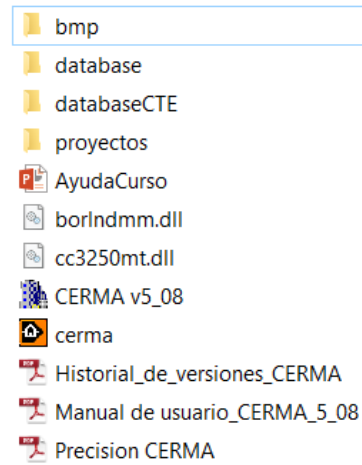 bmp
database
databaseCTE
proyectos
AyudaCurso
borlndmm.dll
cc3250mt.dll
CERMA v5_08
cerma
Historial_de_versiones_CERMA
Manual de usuario_CERMA_5_08
Precision CERMA